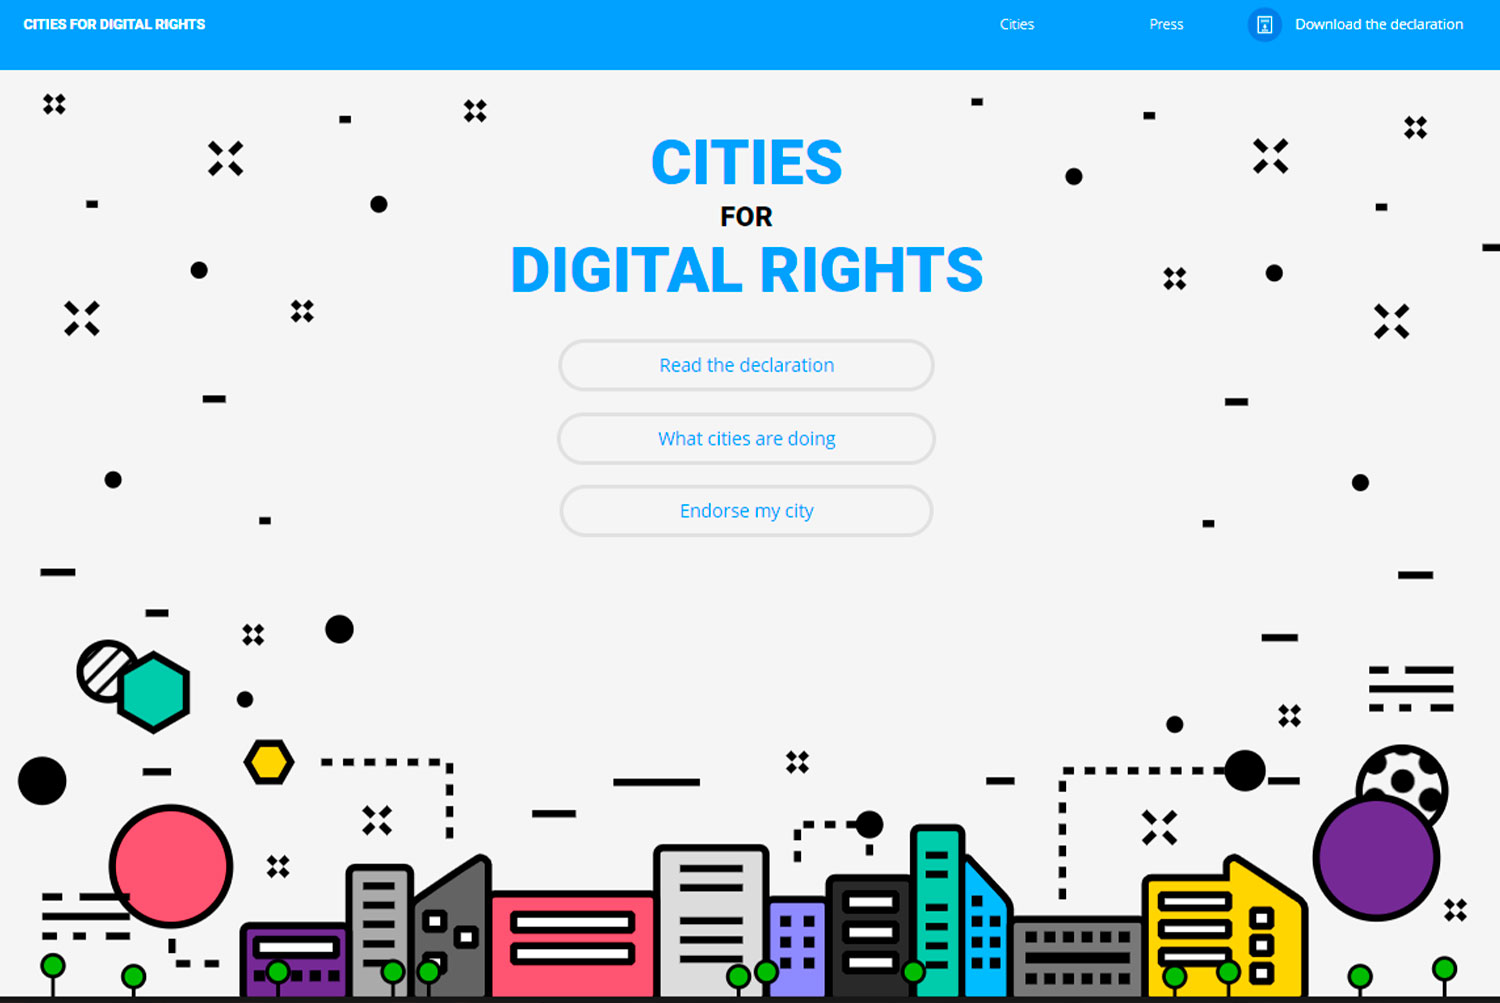 CITIES FOR DIGITAL RIGHTS
Cities
Press
Download the declaration
CITIES
FOR
DIGITAL RIGHTS
Read the declaration
What cities are doing
Endorse my city